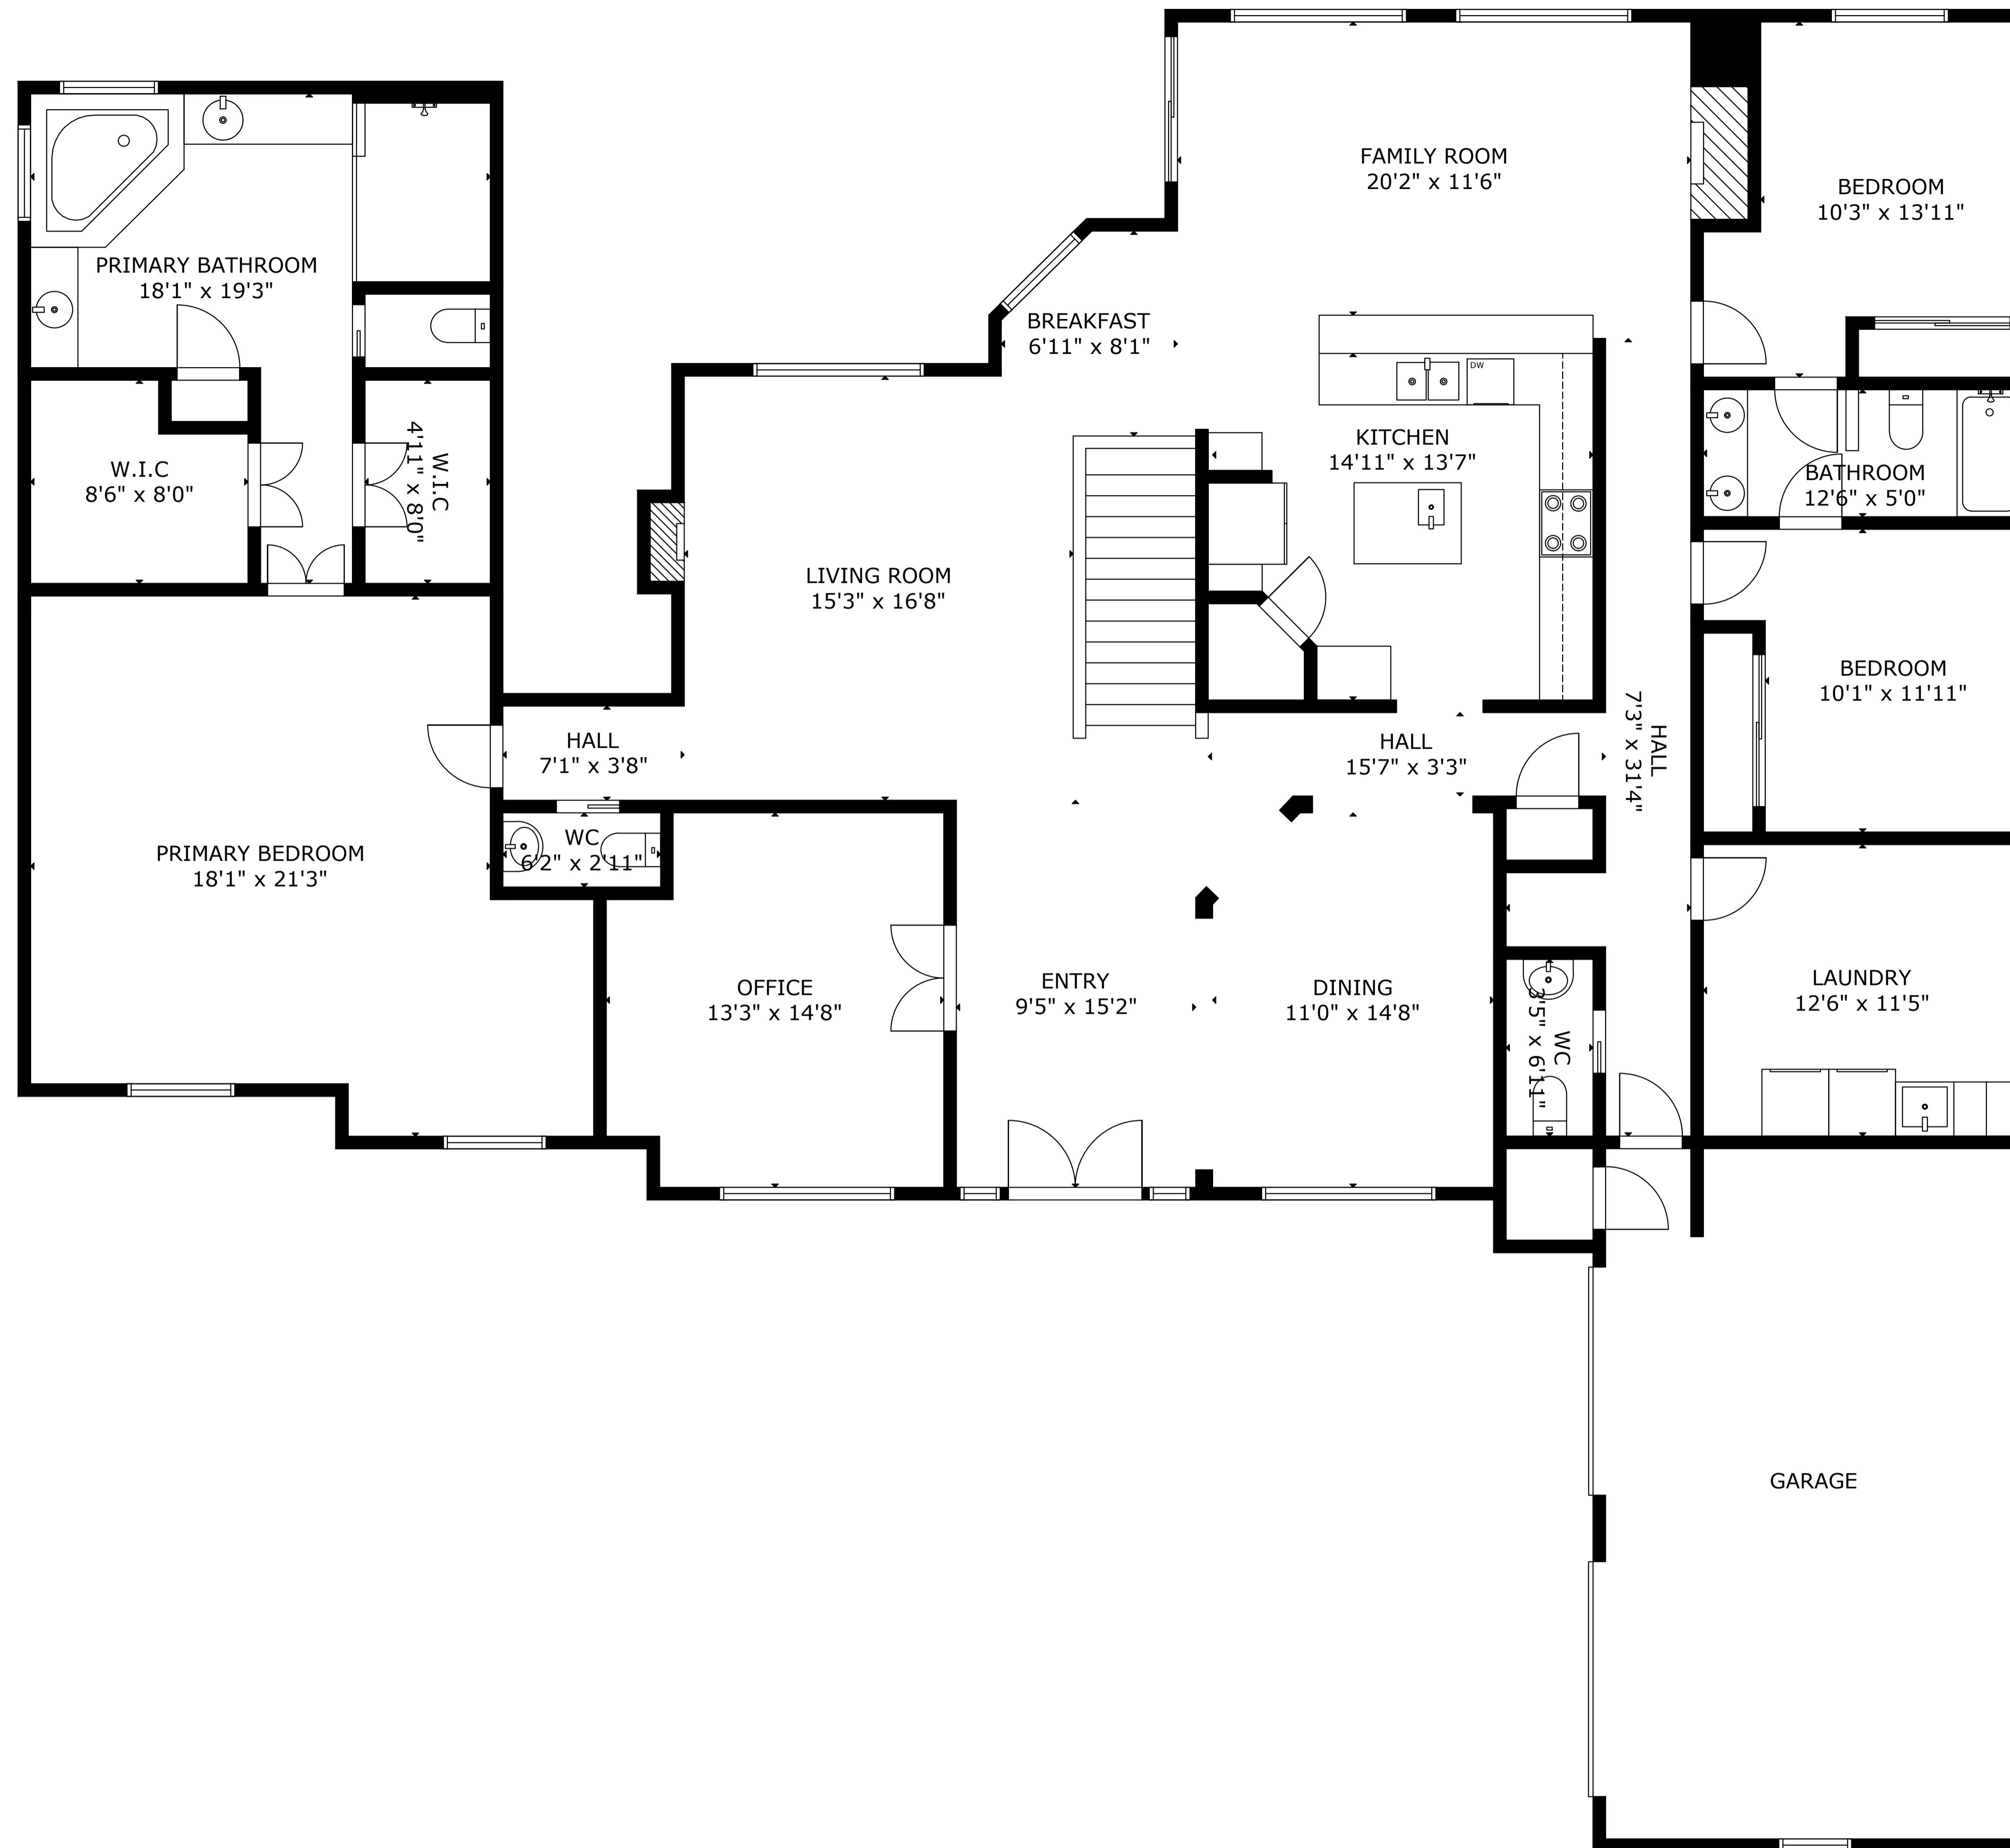 FAMILY ROOM
20'2" x 11'6"
BEDROOM
10'3" x 13'11"
PRIMARY BATHROOM
18'1" x 19'3"
BREAKFAST
6'11" x 8'1"
DW
KITCHEN
14'11" x 13'7"
W.I.C
8'6" x 8'0"
W.I.C
4'11" x 8'0"
BATHROOM
12'6" x 5'0"
LIVING ROOM
15'3" x 16'8"
BEDROOM
10'1" x 11'11"
HALL
7'1" x 3'8"
HALL
15'7" x 3'3"
HALL
7'3" x 31'4"
WC
6'2" x 2'11"
PRIMARY BEDROOM
18'1" x 21'3"
OFFICE
13'3" x 14'8"
ENTRY
9'5" x 15'2"
DINING
11'0" x 14'8"
WC
3'5" x 6'11"
LAUNDRY
12'6" x 11'5"
GARAGE